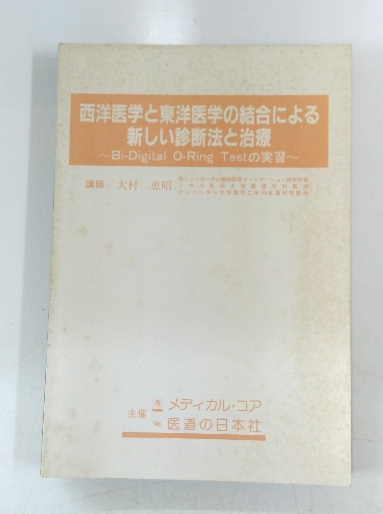 西洋医学と東洋医学の結合による
新しい診断法と治療
〜Bi-Digital O-Ring Testの実習〜
講師／大村 恵昭
主催
メディカル・コア
医道の日本社